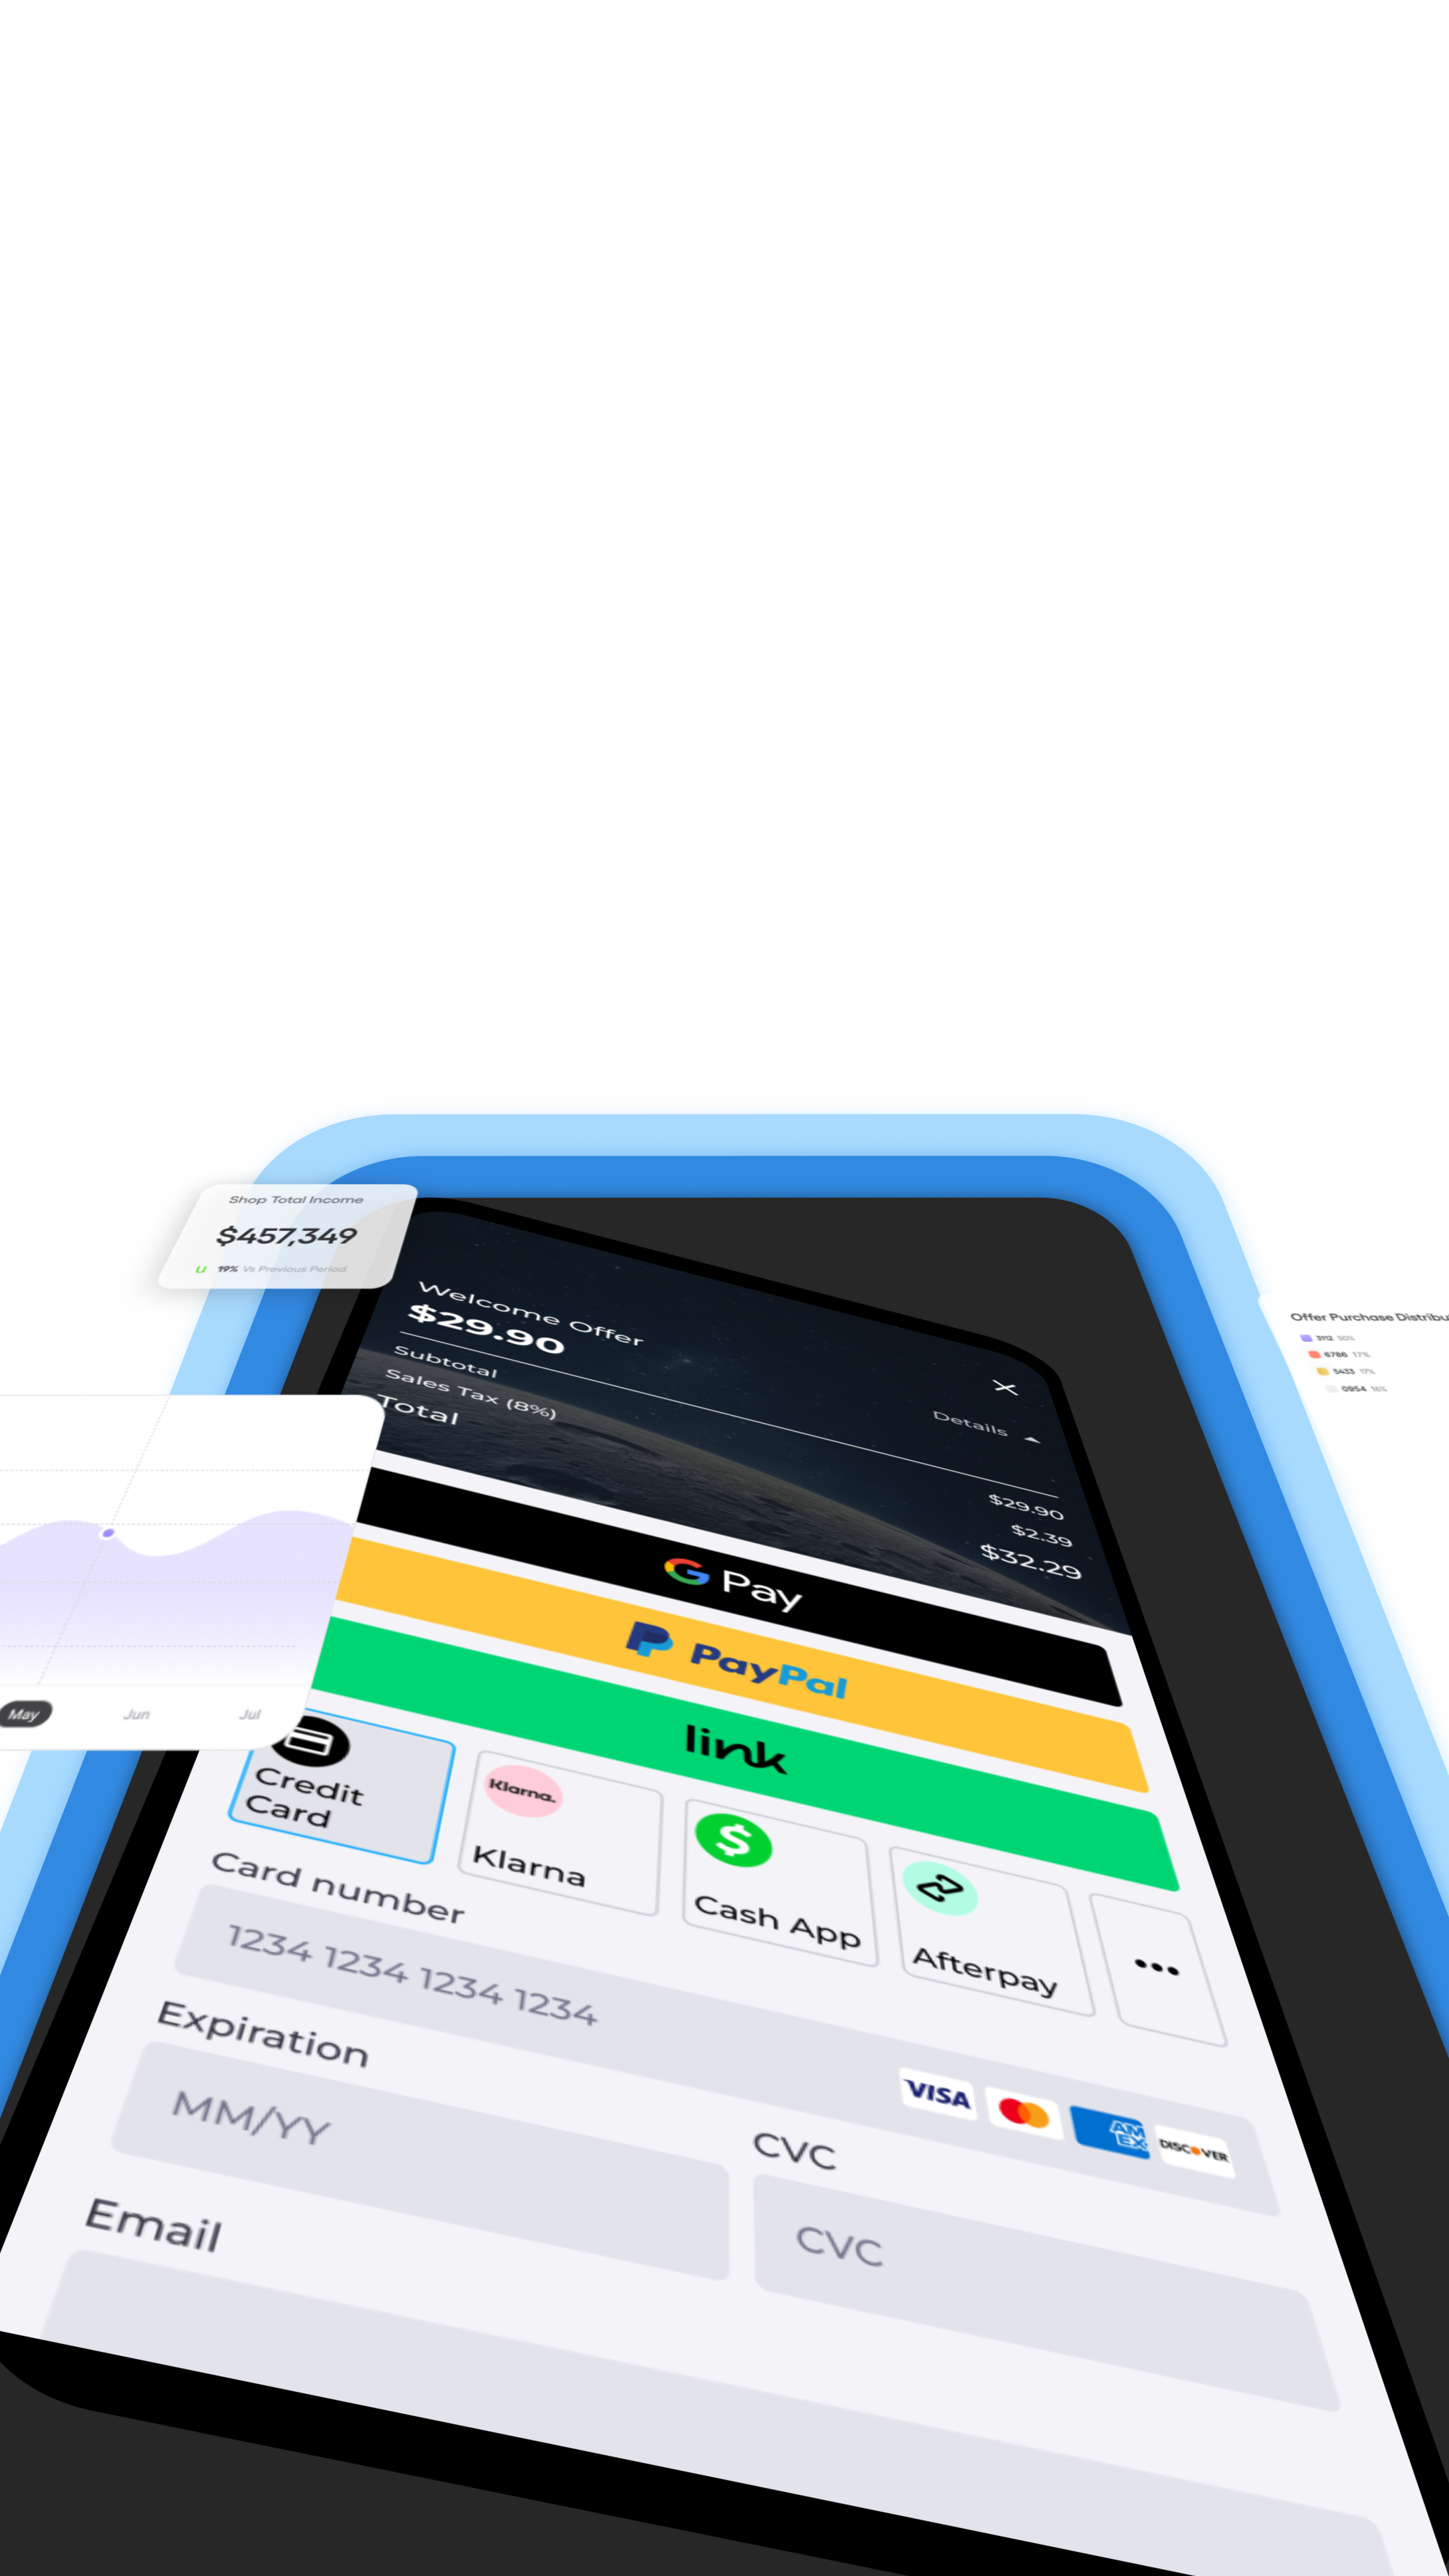 Shop Total Income
$457,349
19% Vs Previous Period
Welcome Offer
$29.90
Details
Subtotal
$29.90
Sales Tax (8%)
$2.39
Total
$32.29
Offer Purchase Distribu
3112 50%
6786 17%
5433 17%
0954 16%
May Jun Jul
G Pay
PayPal
link
Credit
Card
Klarna.
Klarna
Cash App
Afterpay
Card number
1234 1234 1234 1234
VISA
AM
EX
DISCOVER
Expiration
MM/YY
CVC
CVC
Email